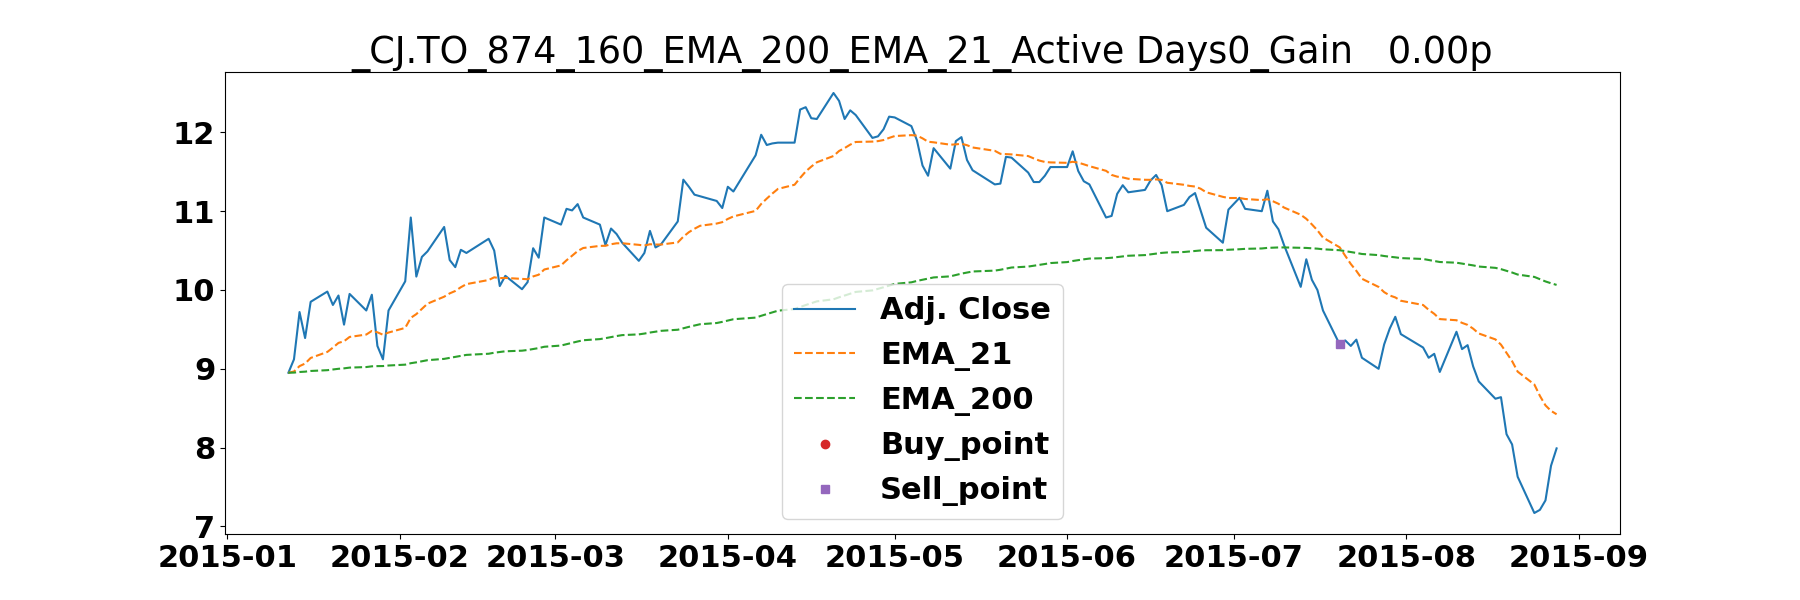 _CJ.TO_874_160_EMA_200_EMA_21_Active Days0_Gain   0.00p
12
11
10
9
8
7
Adj. Close
EMA_21
EMA_200
Buy_point
Sell_point
2015-01 2015-02 2015-03 2015-04 2015-05 2015-06 2015-07 2015-08 2015-09